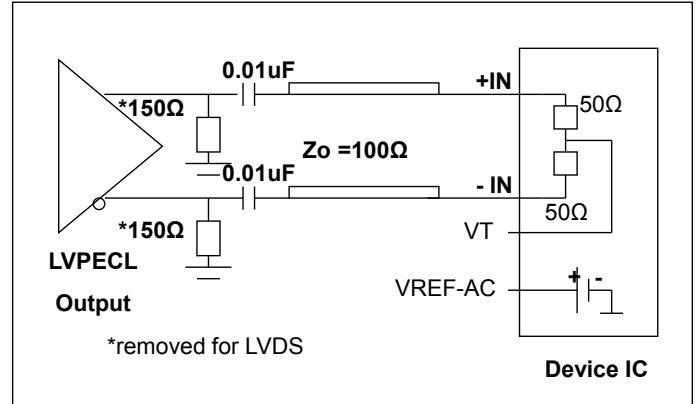 0.01uF
+IN
*150Ω
50Ω
Zo =100Ω
0.01uF
- IN
50Ω
*150Ω
VT
LVPECL
Output
VREF-AC
+ -
*removed for LVDS
Device IC